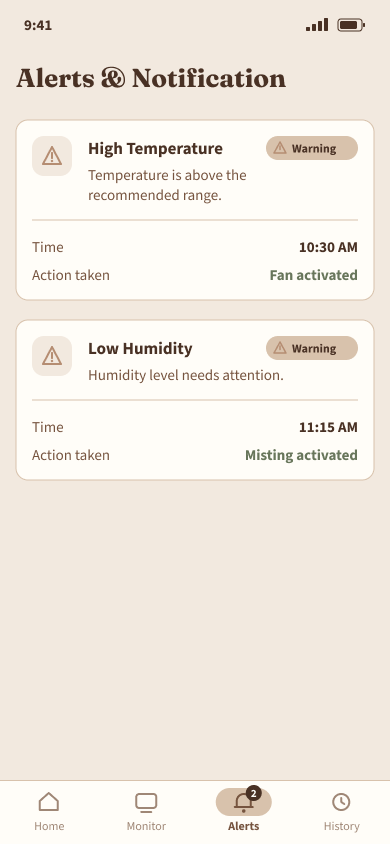 9:41
Alerts & Notification
High Temperature
Warning
Temperature is above the
recommended range.
Time
10:30 AM
Action taken
Fan activated
Low Humidity
Warning
Humidity level needs attention.
Time
11:15 AM
Action taken
Misting activated
2
Home
Monitor
Alerts
History